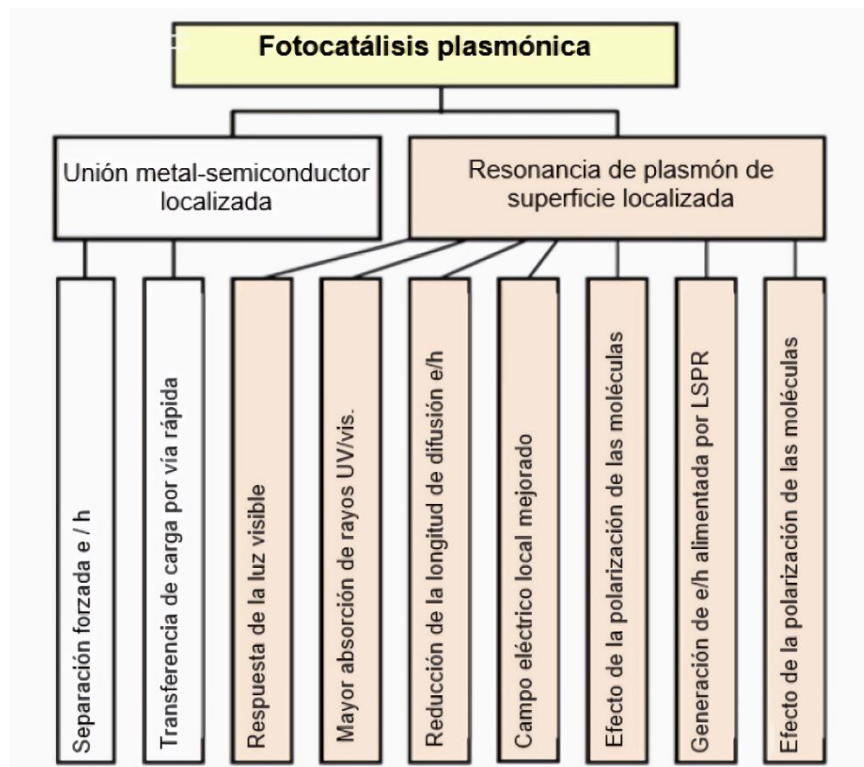 Fotocatálisis plasmónica
Unión metal-semiconductor
localizada
Resonancia de plasmón de
superficie localizada
Separación forzada e / h
Transferencia de carga por vía rápida
Respuesta de la luz visible
Mayor absorción de rayos UV/vis.
Reducción de la longitud de difusión e/h
Campo eléctrico local mejorado
Efecto de la polarización de las moléculas
Generación de e/h alimentada por LSPR
Efecto de la polarización de las moléculas